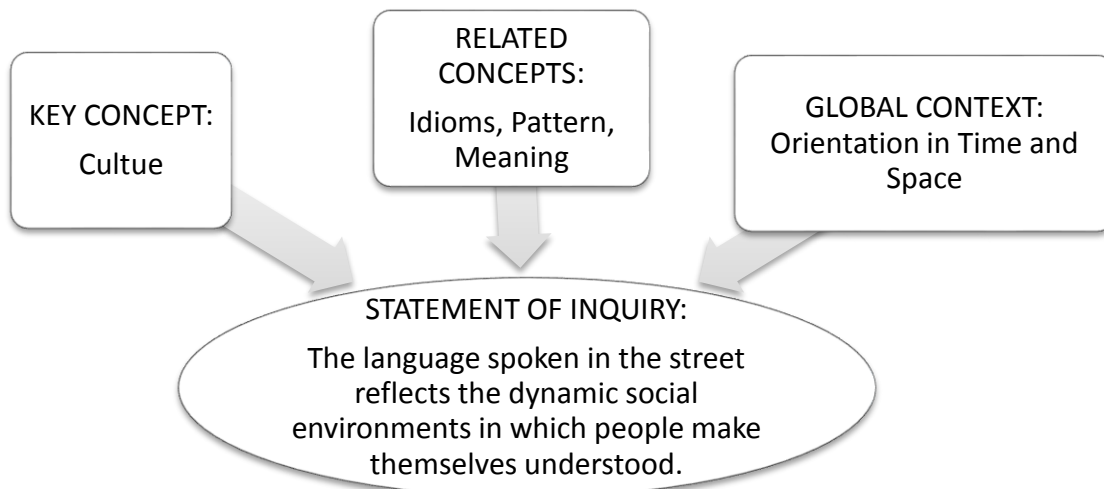 KEY CONCEPT:
Cultue
RELATED
CONCEPTS:
Idioms, Pattern,
Meaning
GLOBAL CONTEXT:
Orientation in Time and
Space
STATEMENT OF INQUIRY:
The language spoken in the street
reflects the dynamic social
environments in which people make
themselves understood.